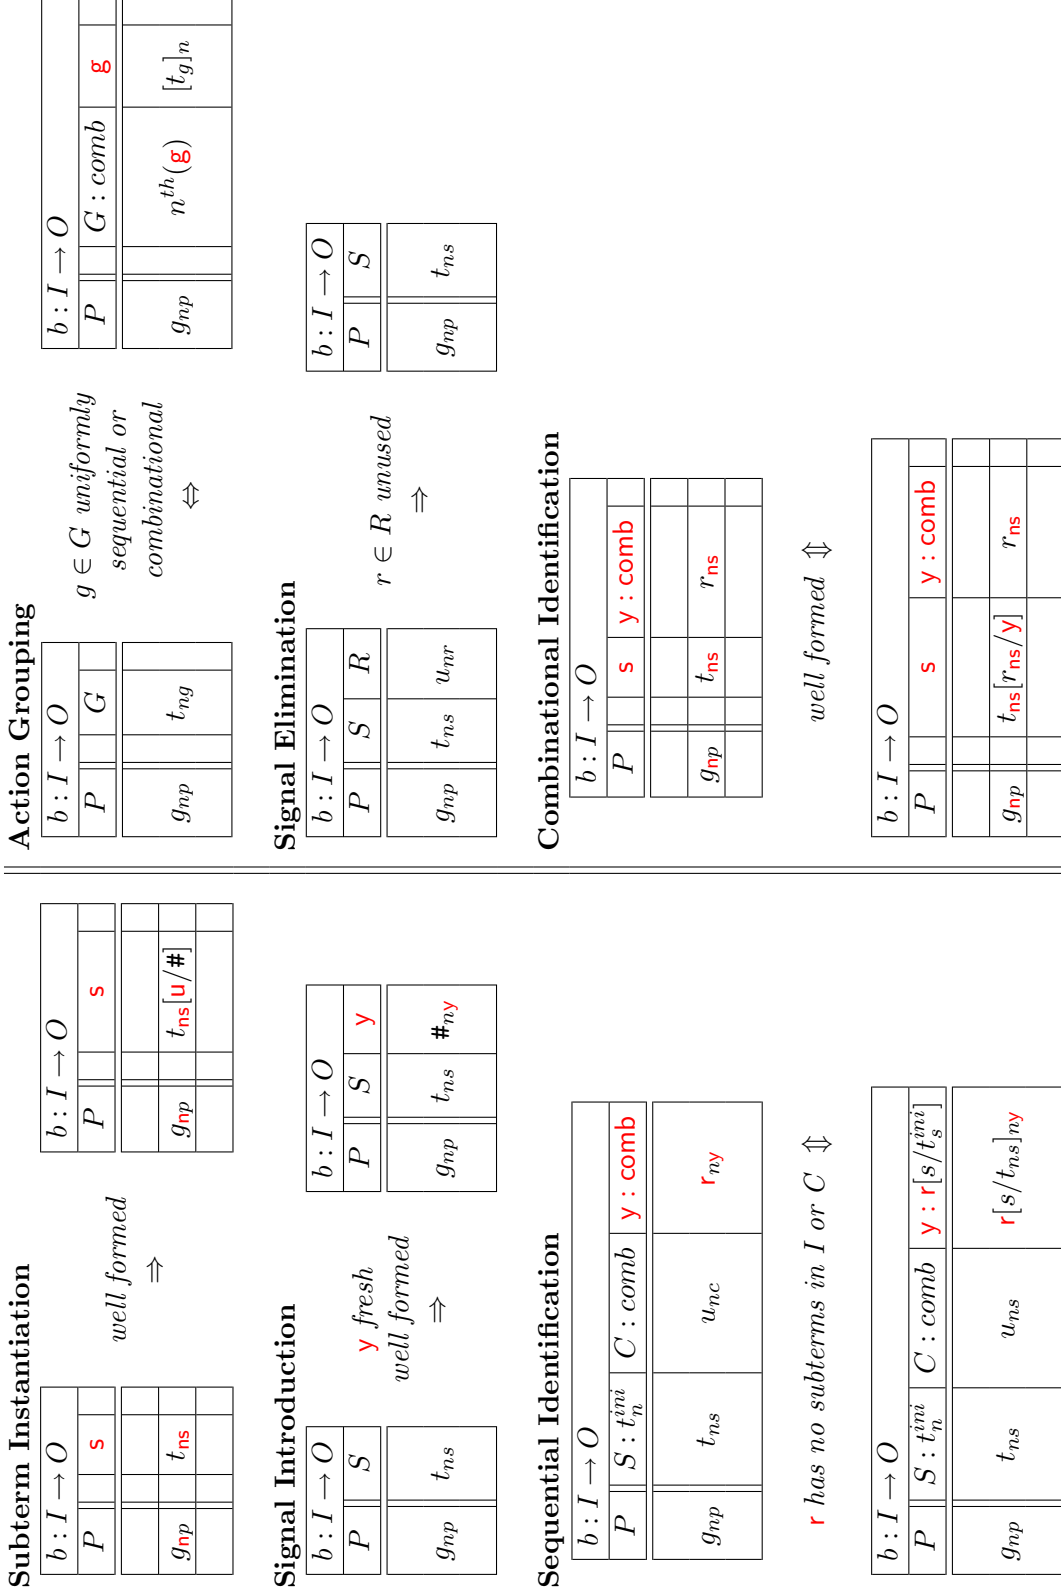 Subterm Instantiation
b : I → O
P s
g_np t_ns
well formed
⇒
b : I → O
P s
g_np t_ns[u/#]
Signal Introduction
b : I → O
P S
g_np t_ns
y fresh
well formed
⇒
b : I → O
P S y
g_np t_ns #_ny
Sequential Identification
b : I → O
P S : t_n^ini C : comb y : comb
g_np t_ns u_nc r_ny
r has no subterms in I or C ⇕
b : I → O
P S : t_n^ini C : comb y : r[s/t_s^ini]
g_np t_ns u_ns r[s/t_ns]_ny
Action Grouping
b : I → O
P G
g_np t_ng
g ∈ G uniformly
sequential or
combinational
⇔
b : I → O
P G : comb g
g_np n^th(g) [t_g]_n
Signal Elimination
b : I → O
P S R
g_np t_ns u_nr
r ∈ R unused
⇒
b : I → O
P S
g_np t_ns
Combinational Identification
b : I → O
P s y : comb
g_np t_ns r_ns
well formed ⇕
b : I → O
P s y : comb
g_np t_ns[r_ns/y] r_ns